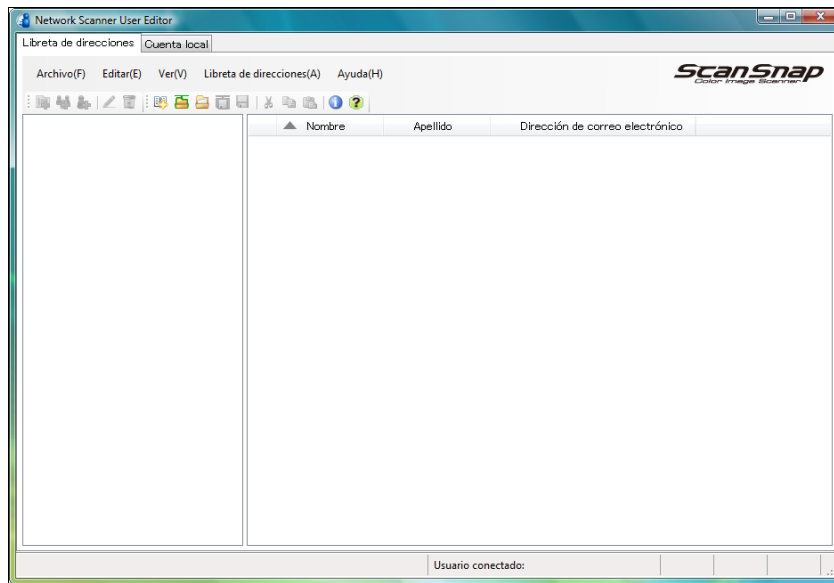 Network Scanner User Editor
Libreta de direcciones Cuenta local
Archivo(F) Editar(E) Ver(V) Libreta de direcciones(A) Ayuda(H)
ScanSnap
Color Image Scanner
Nombre Apellido Dirección de correo electrónico
Usuario conectado: